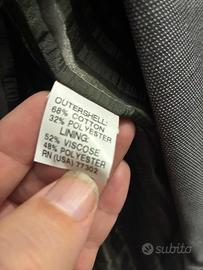 OUTERSHELL:
68% COTTON
32% POLYESTER
LINING:
52% VISCOSE
48% POLYESTER
RN (USA) 77302
subito